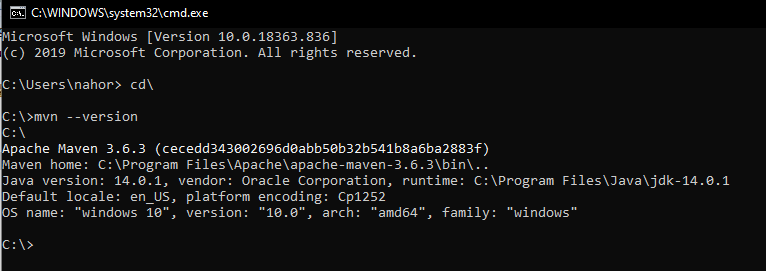 C:\WINDOWS\system32\cmd.exe
Microsoft Windows [Version 10.0.18363.836]
(c) 2019 Microsoft Corporation. All rights reserved.
C:\Users\nahor> cd\
C:\>mvn --version
C:\
Apache Maven 3.6.3 (cecedd343002696d0abb50b32b541b8a6ba2883f)
Maven home: C:\Program Files\Apache\apache-maven-3.6.3\bin\..
Java version: 14.0.1, vendor: Oracle Corporation, runtime: C:\Program Files\Java\jdk-14.0.1
Default locale: en_US, platform encoding: Cp1252
OS name: "windows 10", version: "10.0", arch: "amd64", family: "windows"
C:\>